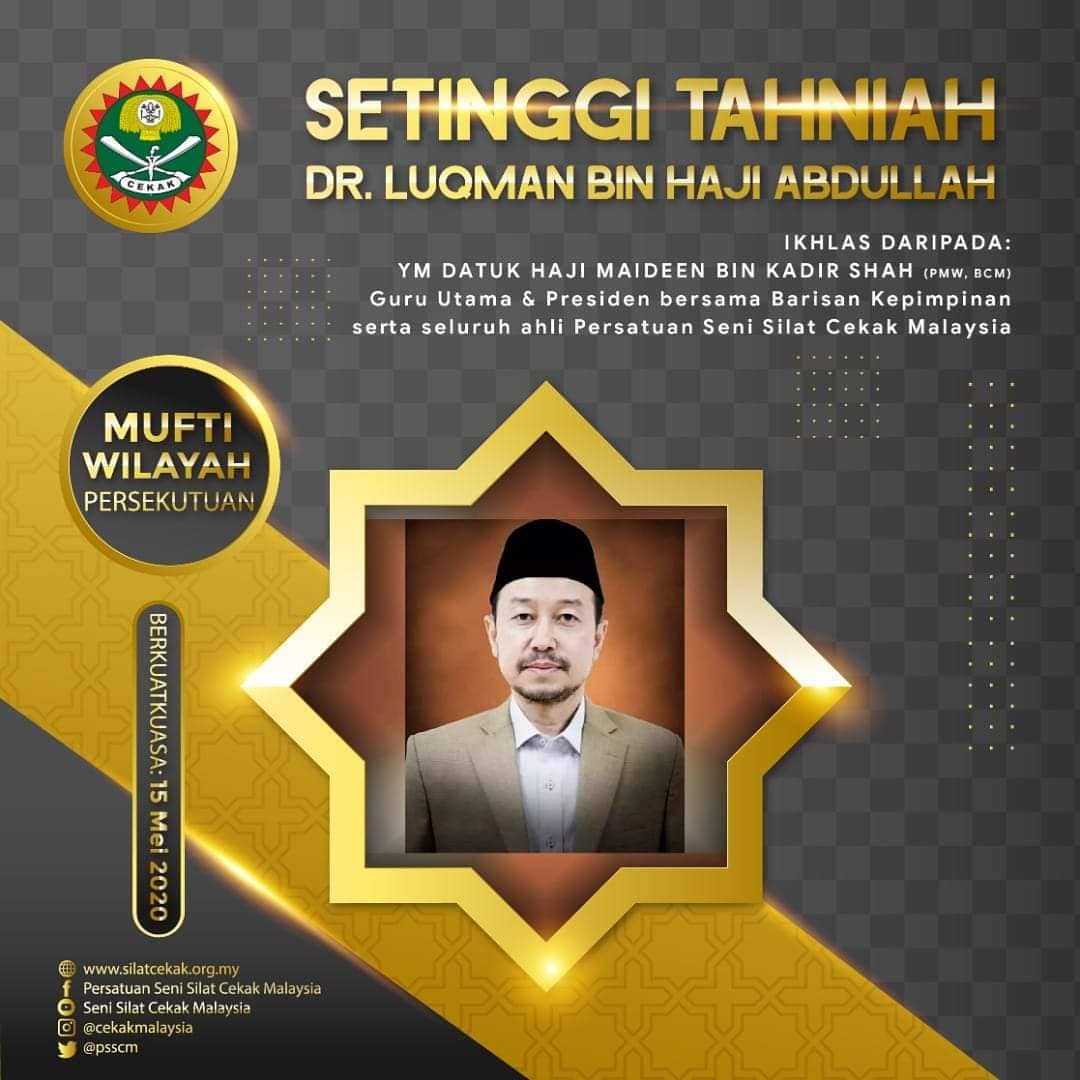 CEKAK
SETINGGI TAHNIAH
DR. LUQMAN BIN HAJI ABDULLAH
IKHLAS DARIPADA:
YM DATUK HAJI MAIDEEN BIN KADIR SHAH (PMW, BCM)
Guru Utama & Presiden bersama Barisan Kepimpinan
serta seluruh ahli Persatuan Seni Silat Cekak Malaysia
MUFTI
WILAYAH
PERSEKUTUAN
BERKUATKUASA: 15 Mei 2020
www.silatcekak.org.my
Persatuan Seni Silat Cekak Malaysia
Seni Silat Cekak Malaysia
@cekakmalaysia
@psscm